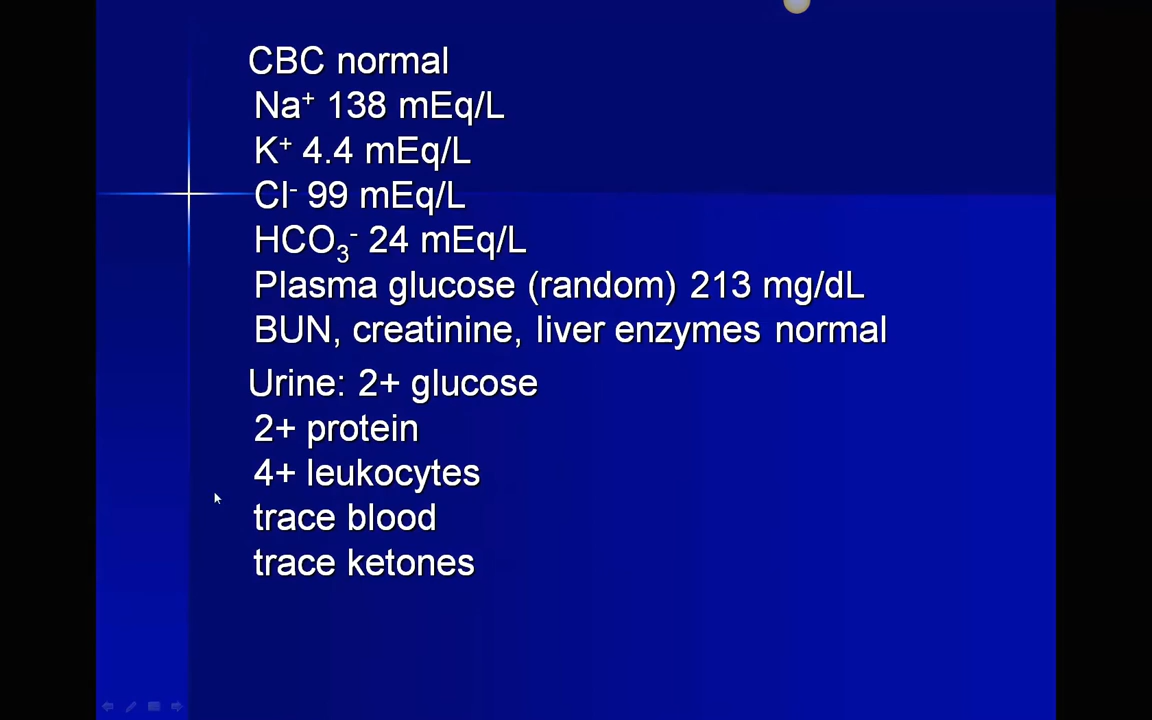 CBC normal
Na⁺ 138 mEq/L
K⁺ 4.4 mEq/L
Cl⁻ 99 mEq/L
HCO₃⁻ 24 mEq/L
Plasma glucose (random) 213 mg/dL
BUN, creatinine, liver enzymes normal
Urine: 2+ glucose
2+ protein
4+ leukocytes
trace blood
trace ketones